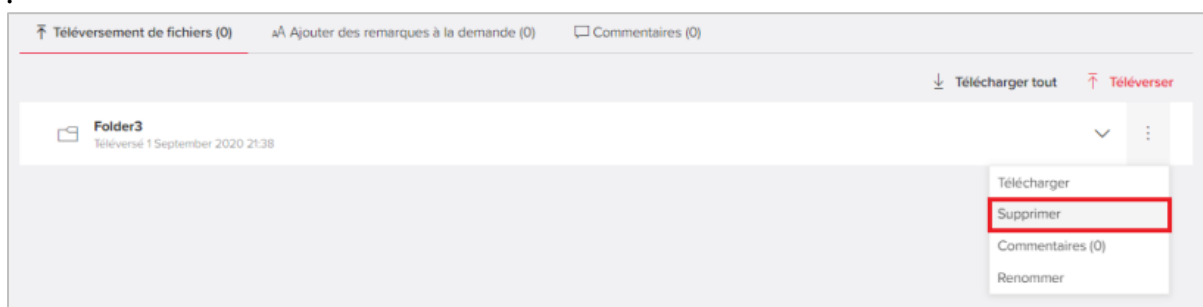 Téléversement de fichiers (0) AA Ajouter des remarques à la demande (0) Commentaires (0)
Télécharger tout Téléverser
Folder3
Téléversé 1 September 2020 21:38
Télécharger
Supprimer
Commentaires (0)
Renommer